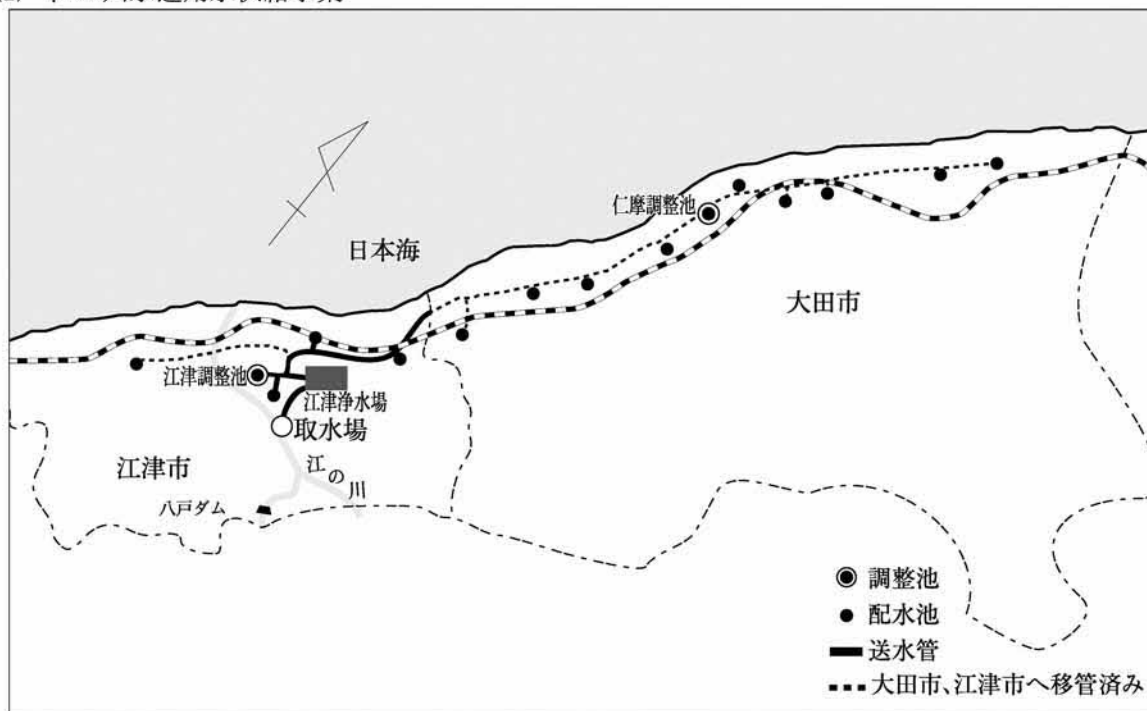 日本海
仁摩調整池
大田市
江津調整池
江津浄水場
取水場
江津市
江の川
八戸ダム
調整池
配水池
送水管
大田市、江津市へ移管済み